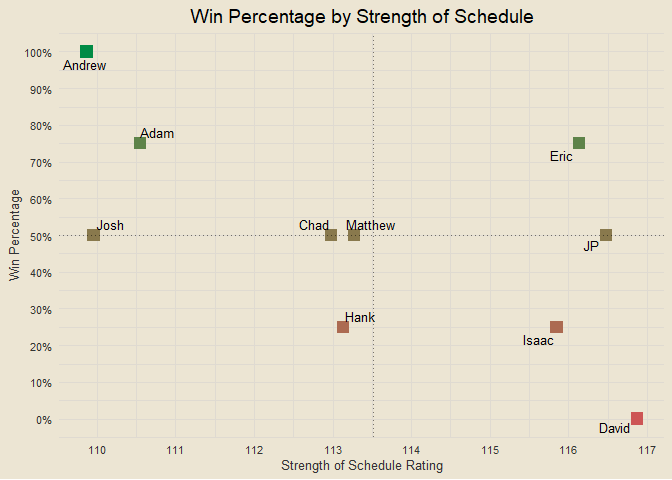 Win Percentage by Strength of Schedule
Win Percentage
100%
90%
80%
70%
60%
50%
40%
30%
20%
10%
0%
Andrew
Adam
Eric
Josh
Chad
Matthew
JP
Hank
Isaac
David
110
111
112
113
114
115
116
117
Strength of Schedule Rating